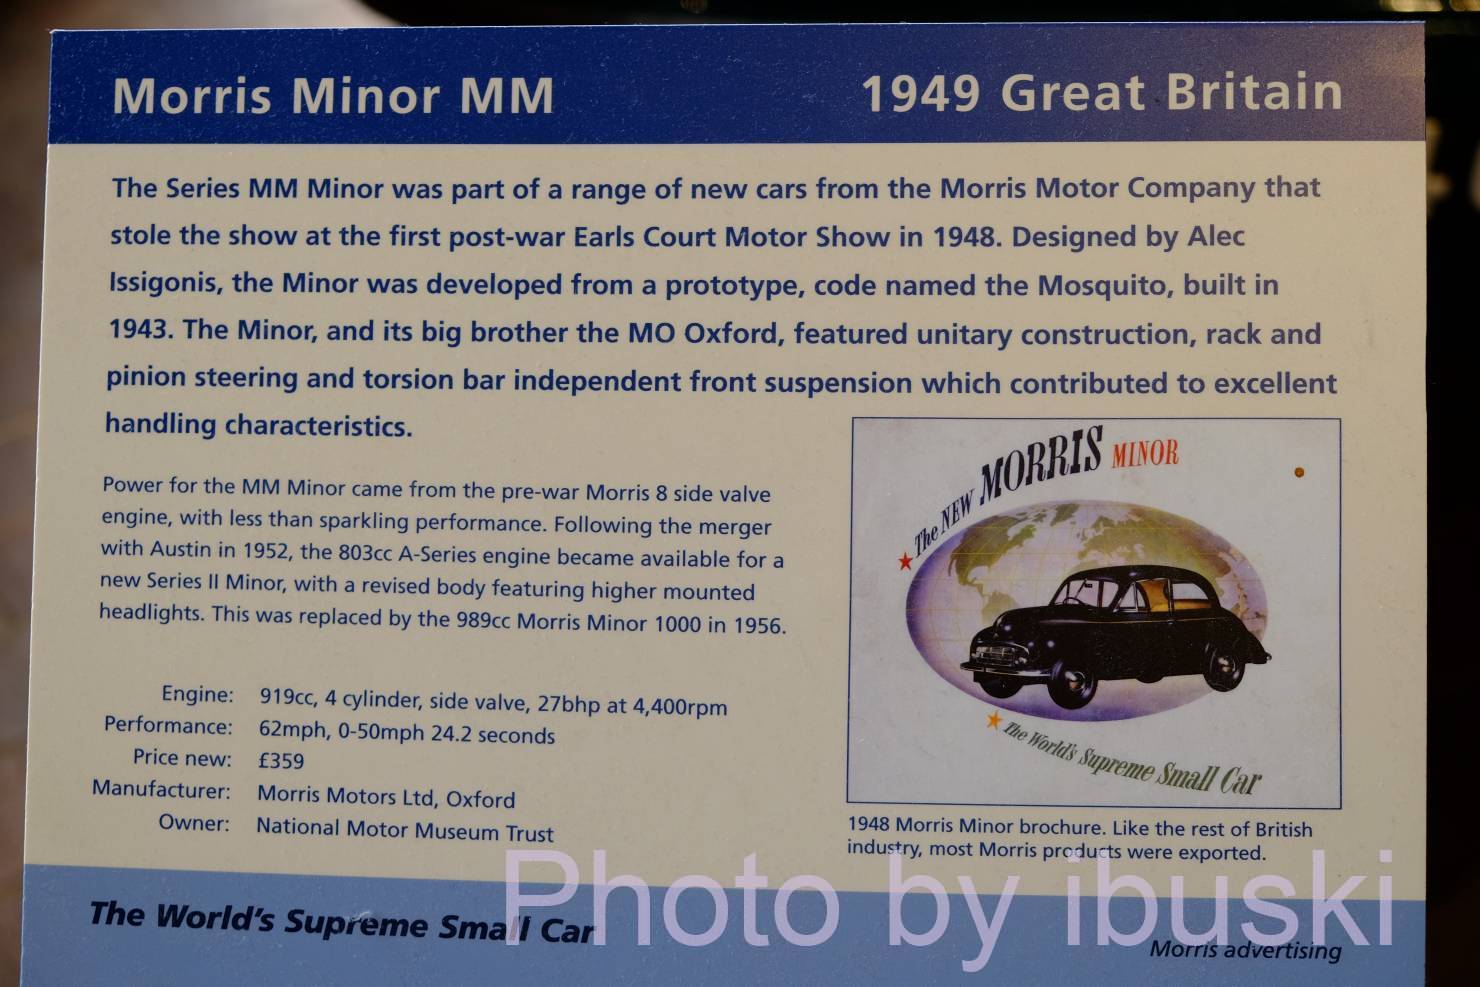 Morris Minor MM
1949 Great Britain
The Series MM Minor was part of a range of new cars from the Morris Motor Company that
stole the show at the first post-war Earls Court Motor Show in 1948. Designed by Alec
Issigonis, the Minor was developed from a prototype, code named the Mosquito, built in
1943. The Minor, and its big brother the MO Oxford, featured unitary construction, rack and
pinion steering and torsion bar independent front suspension which contributed to excellent
handling characteristics.
Power for the MM Minor came from the pre-war Morris 8 side valve
engine, with less than sparkling performance. Following the merger
with Austin in 1952, the 803cc A-Series engine became available for a
new Series II Minor, with a revised body featuring higher mounted
headlights. This was replaced by the 989cc Morris Minor 1000 in 1956.
Engine: 919cc, 4 cylinder, side valve, 27bhp at 4,400rpm
Performance: 62mph, 0-50mph 24.2 seconds
Price new: £359
Manufacturer: Morris Motors Ltd, Oxford
Owner: National Motor Museum Trust
The NEW MORRIS MINOR
The World's Supreme Small Car
1948 Morris Minor brochure. Like the rest of British
industry, most Morris products were exported.
The World's Supreme Small Car
Morris advertising
Photo by ibuski